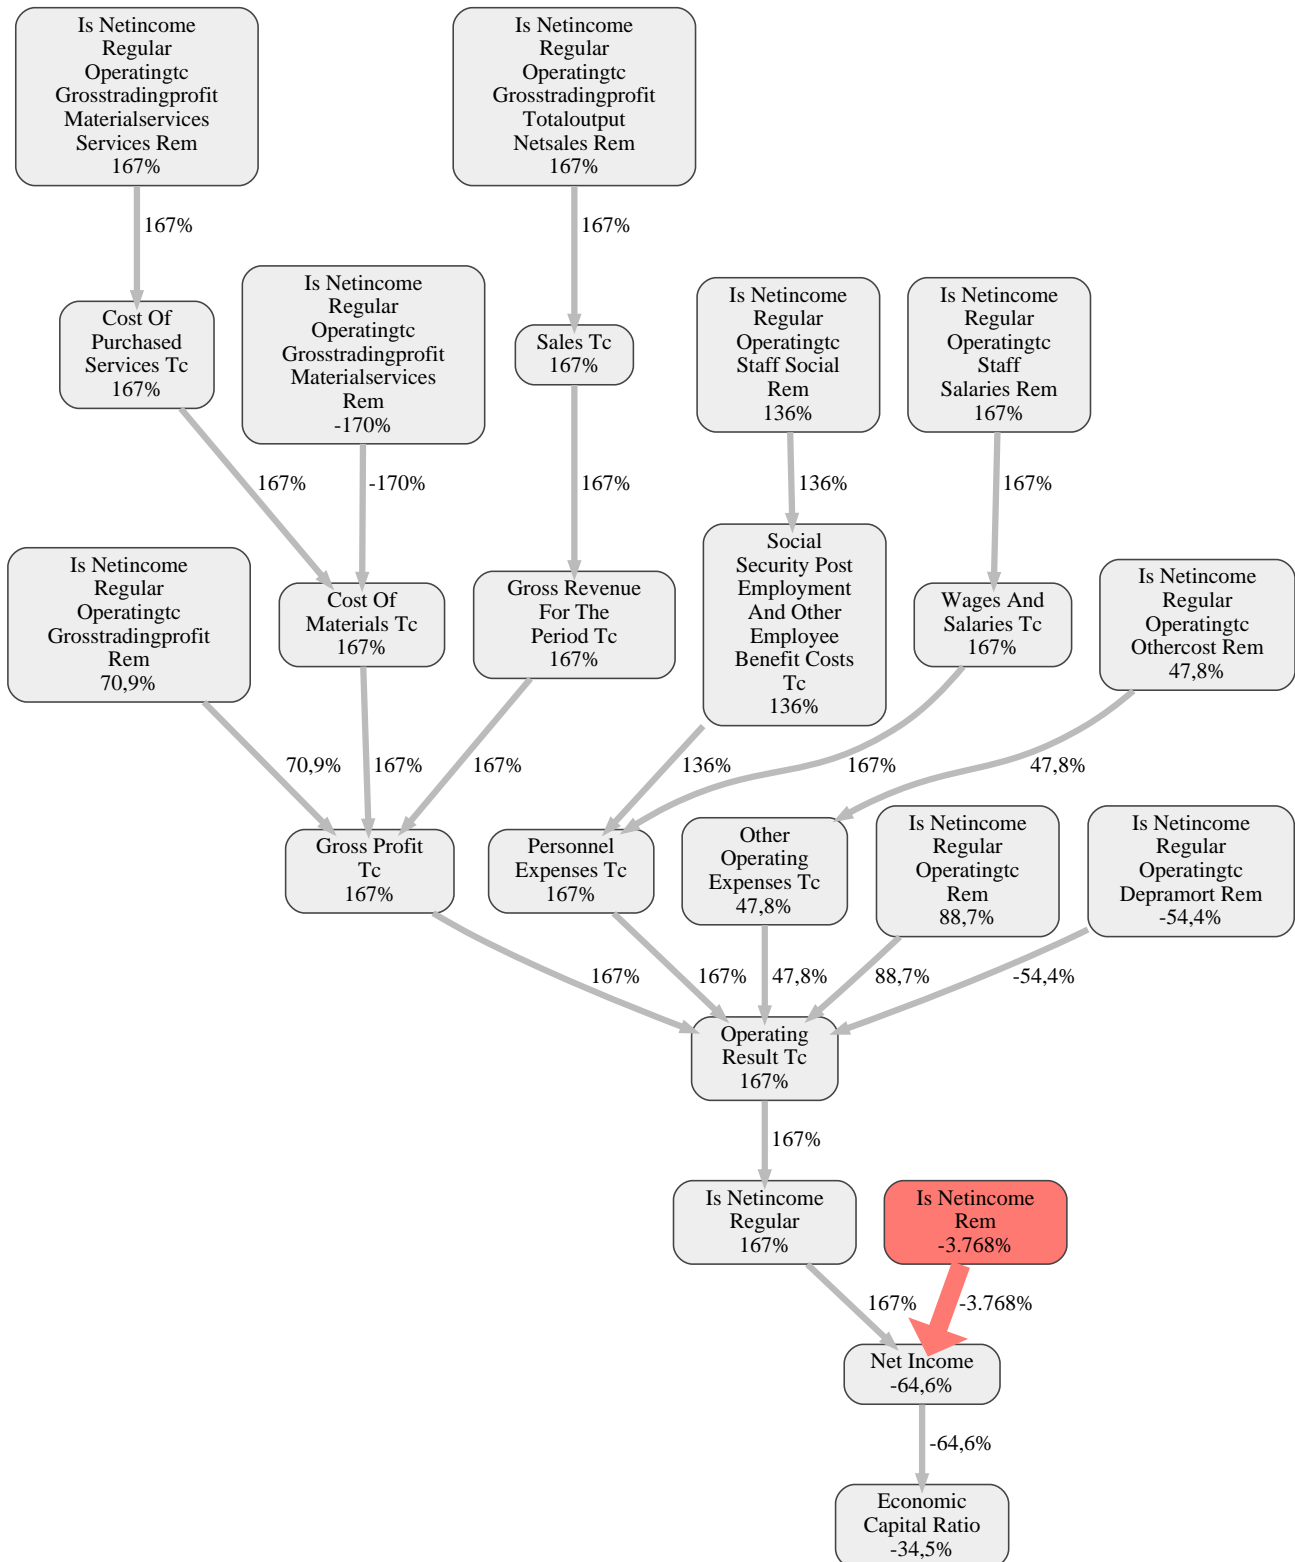 Is Netincome
Regular
Operatingtc
Grosstradingprofit
Materialservices
Services Rem
167%
Is Netincome
Regular
Operatingtc
Grosstradingprofit
Totaloutput
Netsales Rem
167%
167%
167%
Cost Of
Purchased
Services Tc
167%
Is Netincome
Regular
Operatingtc
Grosstradingprofit
Materialservices
Rem
-170%
Sales Tc
167%
Is Netincome
Regular
Operatingtc
Staff Social
Rem
136%
Is Netincome
Regular
Operatingtc
Staff
Salaries Rem
167%
167%
-170%
167%
136%
167%
Is Netincome
Regular
Operatingtc
Grosstradingprofit
Rem
70,9%
Cost Of
Materials Tc
167%
Gross Revenue
For The
Period Tc
167%
Social
Security Post
Employment
And Other
Employee
Benefit Costs
Tc
136%
Wages And
Salaries Tc
167%
Is Netincome
Regular
Operatingtc
Othercost Rem
47,8%
70,9%
167%
167%
136%
167%
47,8%
Gross Profit
Tc
167%
Personnel
Expenses Tc
167%
Other
Operating
Expenses Tc
47,8%
Is Netincome
Regular
Operatingtc
Rem
88,7%
Is Netincome
Regular
Operatingtc
Depramort Rem
-54,4%
167%
167%
47,8%
88,7%
-54,4%
Operating
Result Tc
167%
167%
Is Netincome
Regular
167%
Is Netincome
Rem
-3.768%
167%
-3.768%
Net Income
-64,6%
-64,6%
Economic
Capital Ratio
-34,5%